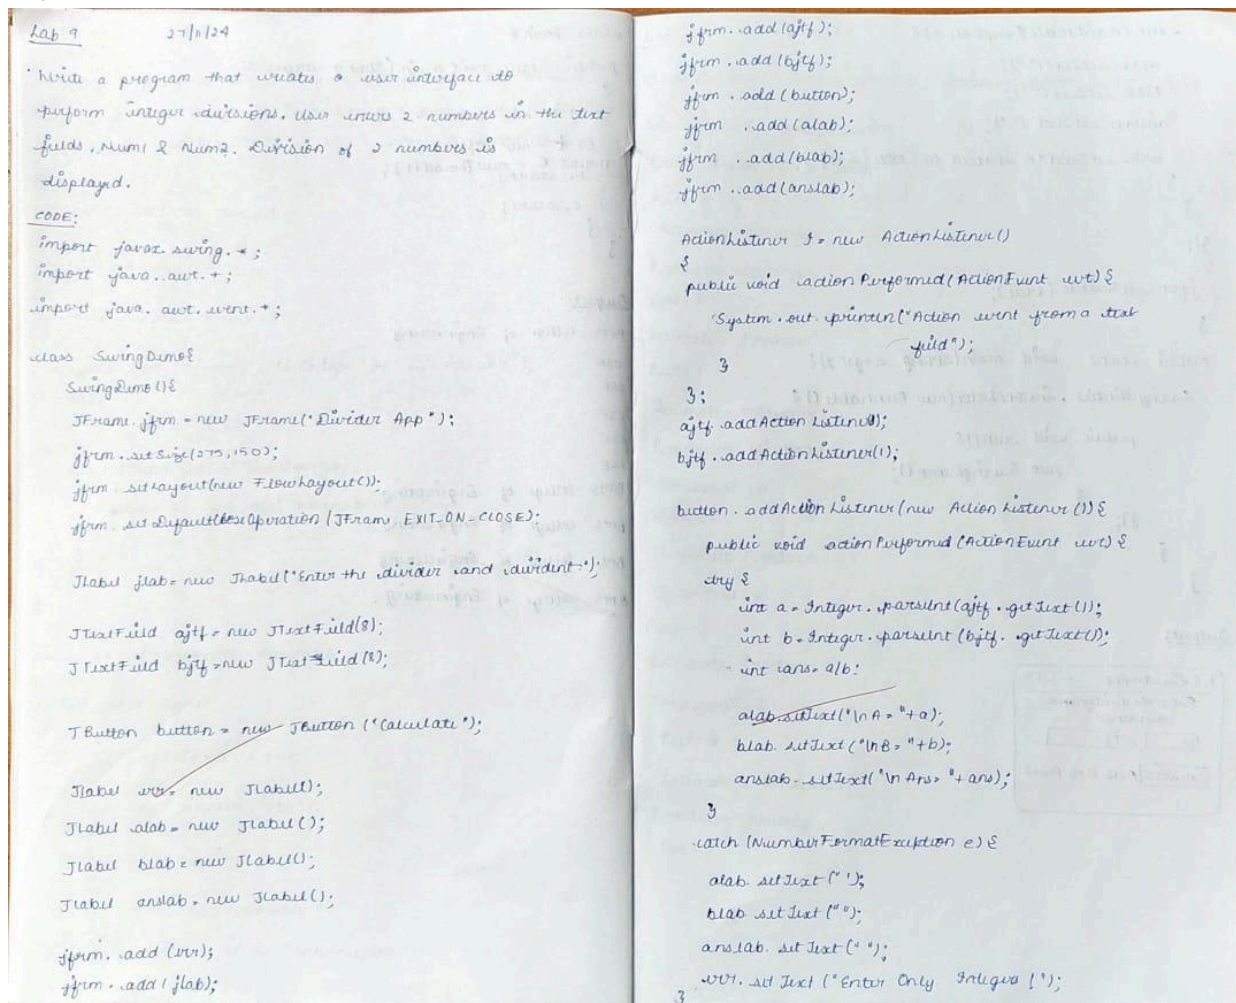 Lab 9 27/11/24
Write a program that creates a user interface to
perform integer divisions. User enters 2 numbers in the text
fields, Num1 & Num2. Division of 2 numbers is
displayed.
CODE:
import javax.swing.*;
import java.awt.*;
import java.awt.event.*;
class SwingDemo{
SwingDemo(){
JFrame jfrm = new JFrame("Divider App");
jfrm.setSize(275,150);
jfrm.setLayout(new FlowLayout());
jfrm.setDefaultCloseOperation(JFrame.EXIT-ON-CLOSE);
JLabel jlab = new JLabel("Enter the divider and divident:");
JTextField ajtf = new JTextField(8);
JTextField bjtf = new JTextField(8);
JButton button = new JButton("Calculate");
JLabel err = new JLabel();
JLabel alab = new JLabel();
JLabel blab = new JLabel();
JLabel anslab = new JLabel();
jfrm.add(err);
jfrm.add(jlab);
jfrm.add(ajtf);
jfrm.add(bjtf);
jfrm.add(button);
jfrm.add(alab);
jfrm.add(blab);
jfrm.add(anslab);
ActionListener l = new ActionListener()
{
public void actionPerformed(ActionEvent evt){
System.out.println("Action event from a text
field");
}
};
ajtf.addActionListener(l);
bjtf.addActionListener(l);
button.addActionListener(new ActionListener()){
public void actionPerformed(ActionEvent evt){
try {
int a = Integer.parseInt(ajtf.getText());
int b = Integer.parseInt(bjtf.getText());
int ans = a/b;
alab.setText("\nA = "+a);
blab.setText("\nB = "+b);
anslab.setText("\n Ans = "+ans);
}
catch (NumberFormatException e){
alab.setText(" ");
blab.setText(" ");
anslab.setText(" ");
err.setText("Enter Only Integers!");
}